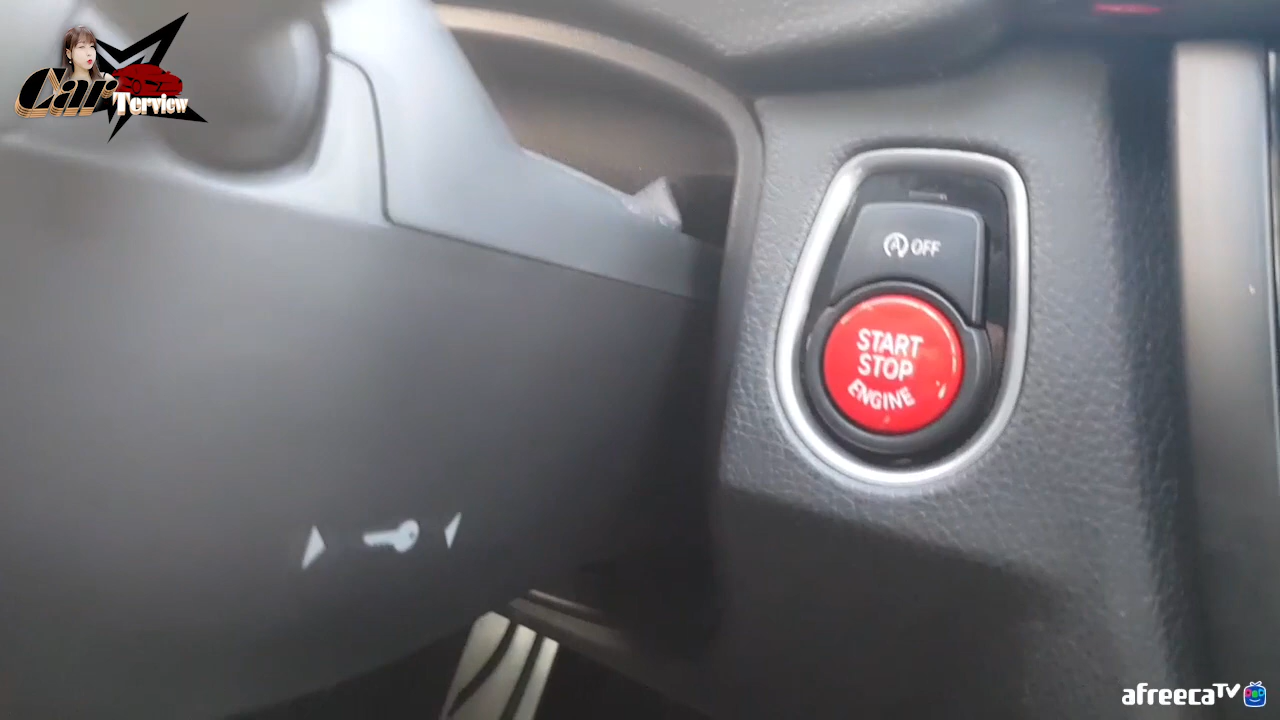 Car
Terview
A OFF
START
STOP
ENGINE
afreecaTV